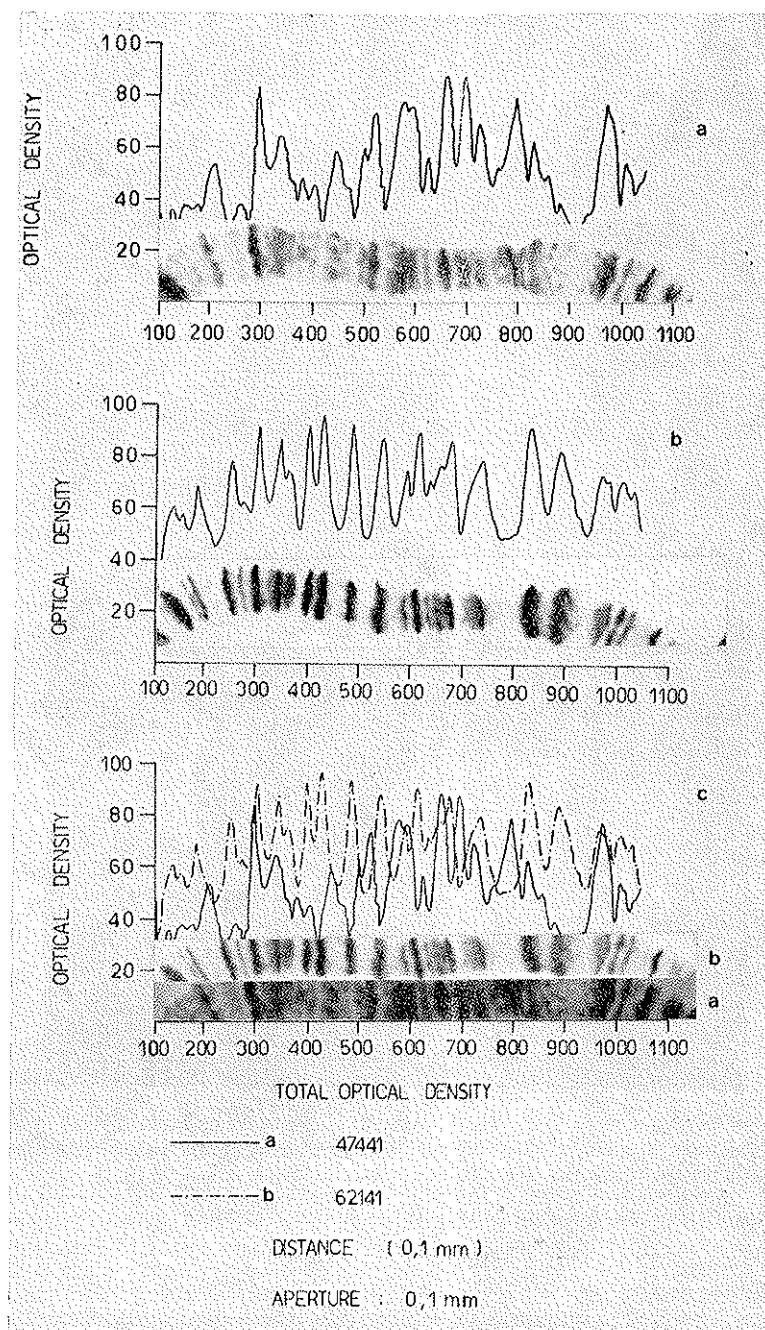 100
80
60
40
20
OPTICAL DENSITY
a
100 200 300 400 500 600 700 800 900 1000 1100
100
80
60
40
20
OPTICAL DENSITY
b
100 200 300 400 500 600 700 800 900 1000 1100
100
80
60
40
20
OPTICAL DENSITY
c
b
a
100 200 300 400 500 600 700 800 900 1000 1100
TOTAL OPTICAL DENSITY
a 47441
b 62141
DISTANCE (0,1 mm)
APERTURE : 0,1 mm